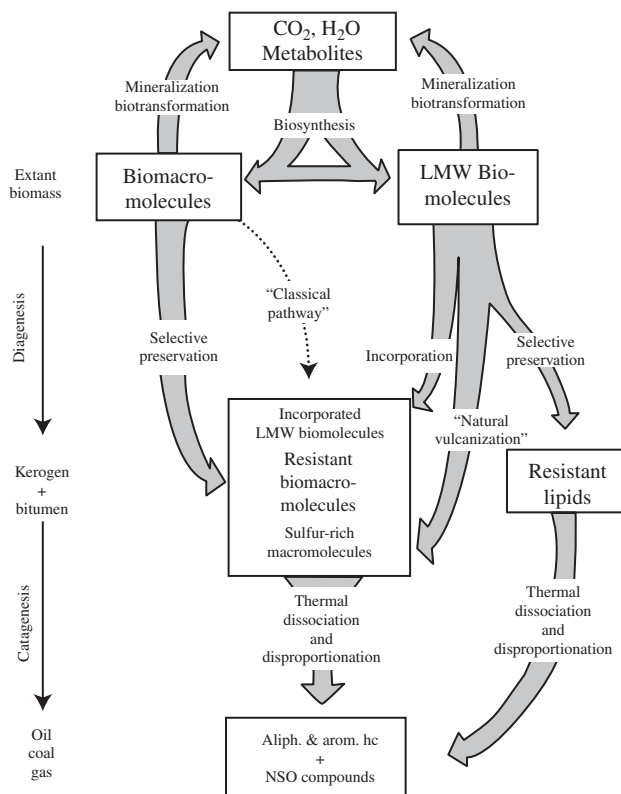 CO2, H2O
Metabolites
Mineralization
biotransformation
Mineralization
biotransformation
Biosynthesis
Extant
biomass
Biomacro-
molecules
LMW Bio-
molecules
Diagenesis
"Classical
pathway"
Selective
preservation
Incorporation
Selective
preservation
Incorporated
LMW biomolecules
Resistant
biomacro-
molecules
Sulfur-rich
macromolecules
"Natural
vulcanization"
Resistant
lipids
Kerogen
+
bitumen
Catagenesis
Thermal
dissociation
and
disproportionation
Thermal
dissociation
and
disproportionation
Oil
coal
gas
Aliph. & arom. hc
+
NSO compounds